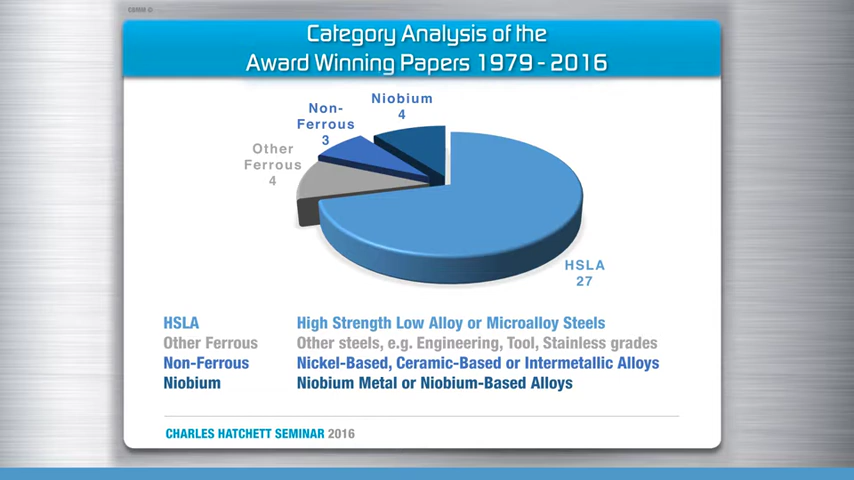 Category Analysis of the
Award Winning Papers 1979 - 2016
Niobium
4
Non-
Ferrous
3
Other
Ferrous
4
HSLA
27
HSLA High Strength Low Alloy or Microalloy Steels
Other Ferrous Other steels, e.g. Engineering, Tool, Stainless grades
Non-Ferrous Nickel-Based, Ceramic-Based or Intermetallic Alloys
Niobium Niobium Metal or Niobium-Based Alloys
CHARLES HATCHETT SEMINAR 2016